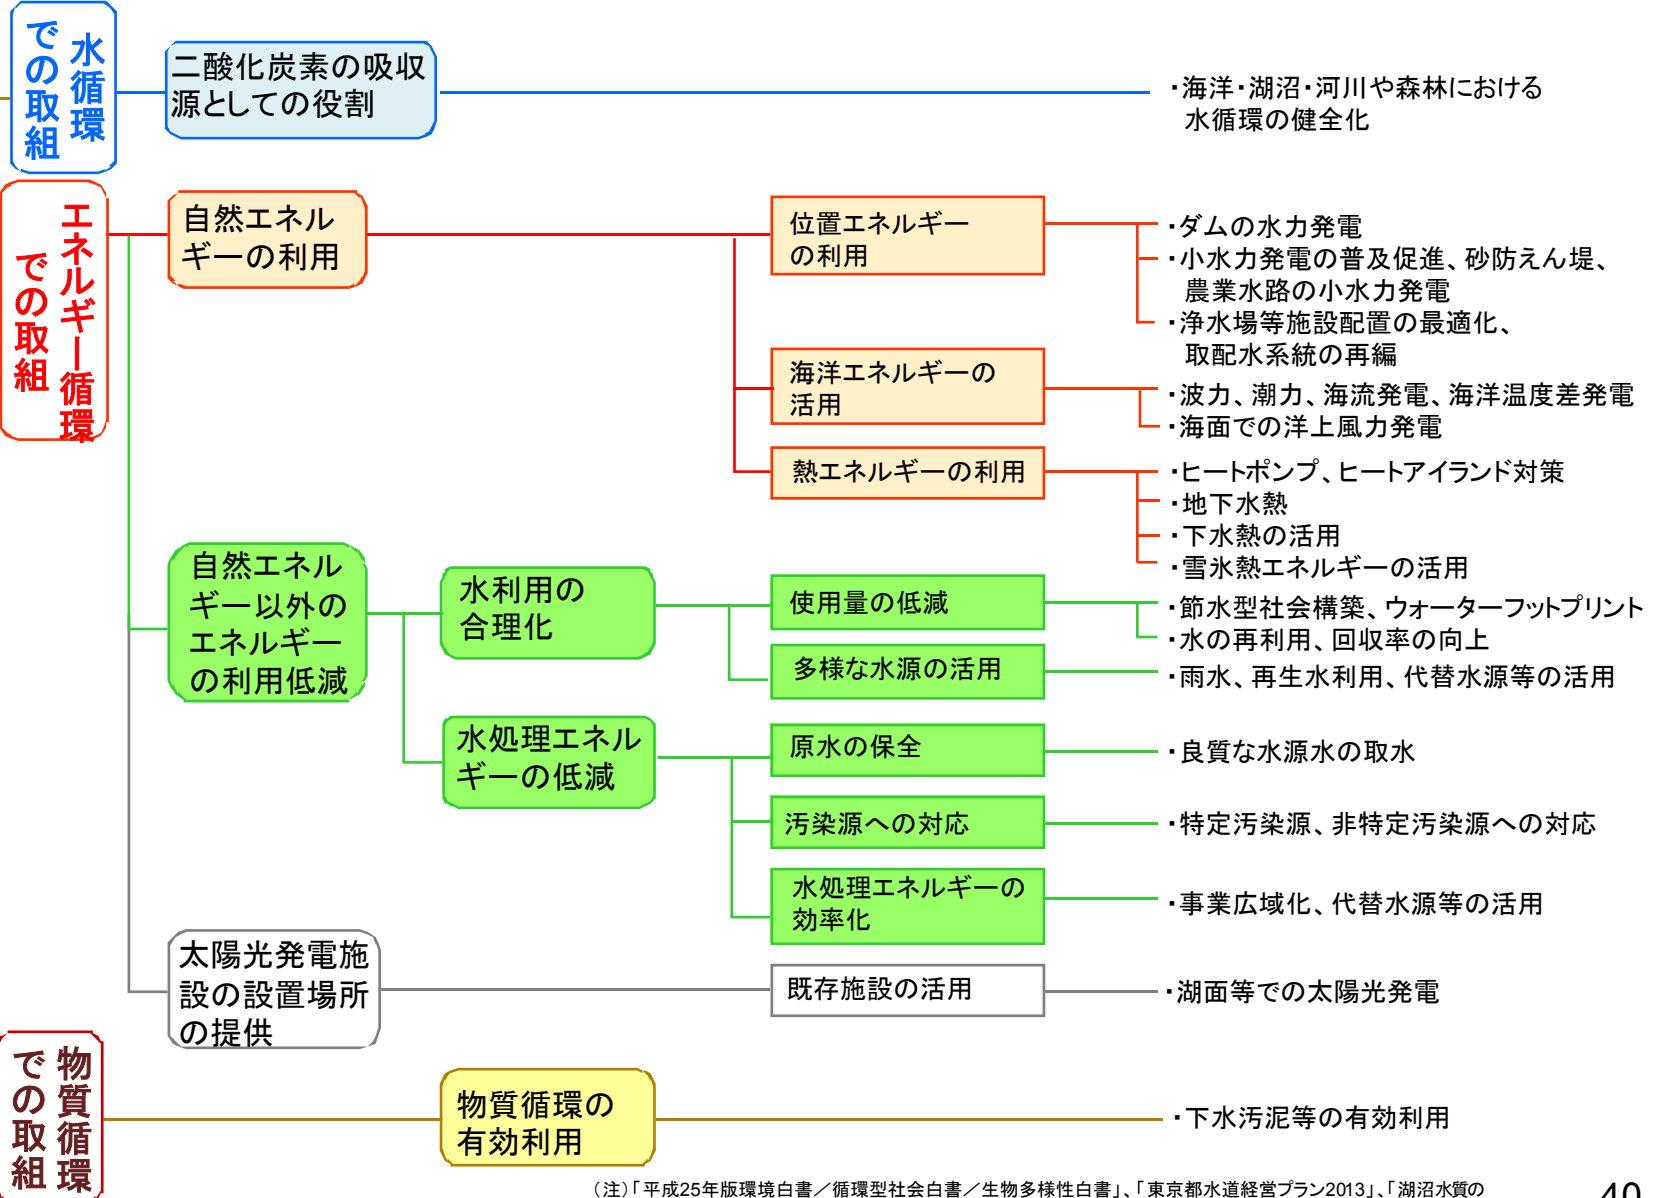 水循環
での取組
二酸化炭素の吸収
源としての役割
・海洋・湖沼・河川や森林における
水循環の健全化
エネルギー循環
での取組
自然エネル
ギーの利用
位置エネルギー
の利用
・ダムの水力発電
・小水力発電の普及促進、砂防えん堤、
農業水路の小水力発電
・浄水場等施設配置の最適化、
取配水系統の再編
海洋エネルギーの
活用
・波力、潮力、海流発電、海洋温度差発電
・海面での洋上風力発電
熱エネルギーの利用
・ヒートポンプ、ヒートアイランド対策
・地下水熱
・下水熱の活用
・雪氷熱エネルギーの活用
自然エネル
ギー以外の
エネルギー
の利用低減
水利用の
合理化
使用量の低減
・節水型社会構築、ウォーターフットプリント
・水の再利用、回収率の向上
多様な水源の活用
・雨水、再生水利用、代替水源等の活用
水処理エネル
ギーの低減
原水の保全
・良質な水源水の取水
汚染源への対応
・特定汚染源、非特定汚染源への対応
水処理エネルギーの
効率化
・事業広域化、代替水源等の活用
太陽光発電施
設の設置場所
の提供
既存施設の活用
・湖面等での太陽光発電
物質循環
での取組
物質循環の
有効利用
・下水汚泥等の有効利用
（注）「平成25年版環境白書／循環型社会白書／生物多様性白書」、「東京都水道経営プラン2013」、「湖沼水質の
40